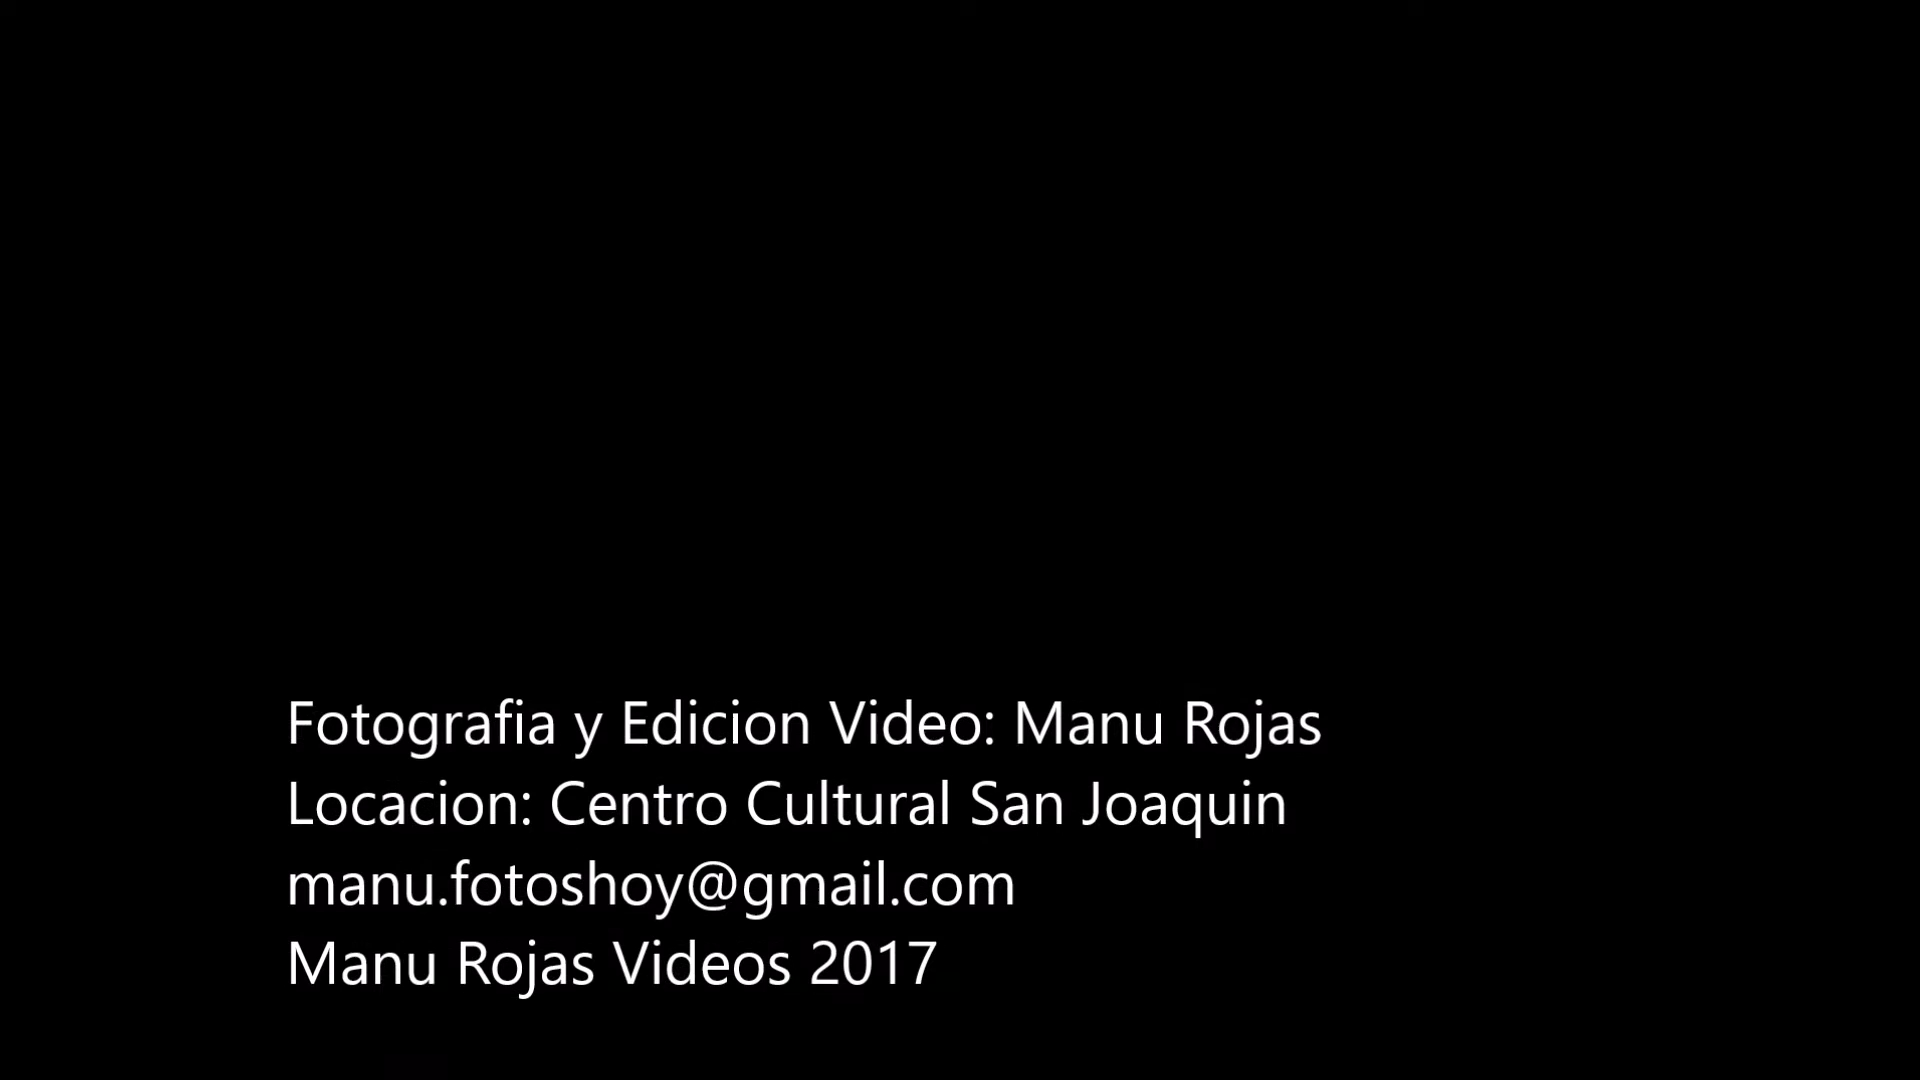 Fotografia y Edicion Video: Manu Rojas
Locacion: Centro Cultural San Joaquin
manu.fotoshoy@gmail.com
Manu Rojas Videos 2017